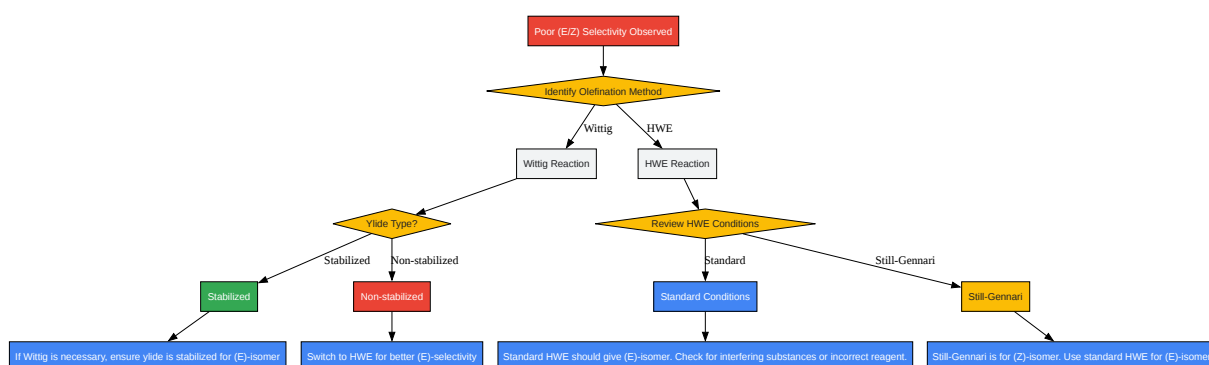 Poor (E/Z) Selectivity Observed
Identify Olefination Method
Wittig
HWE
Wittig Reaction
HWE Reaction
Ylide Type?
Review HWE Conditions
Stabilized
Non-stabilized
Standard
Still-Gennari
Stabilized
Non-stabilized
Standard Conditions
Still-Gennari
If Wittig is necessary, ensure ylide is stabilized for (E)-isomer
Switch to HWE for better (E)-selectivity
Standard HWE should give (E)-isomer. Check for interfering substances or incorrect reagent.
Still-Gennari is for (Z)-isomer. Use standard HWE for (E)-isomer